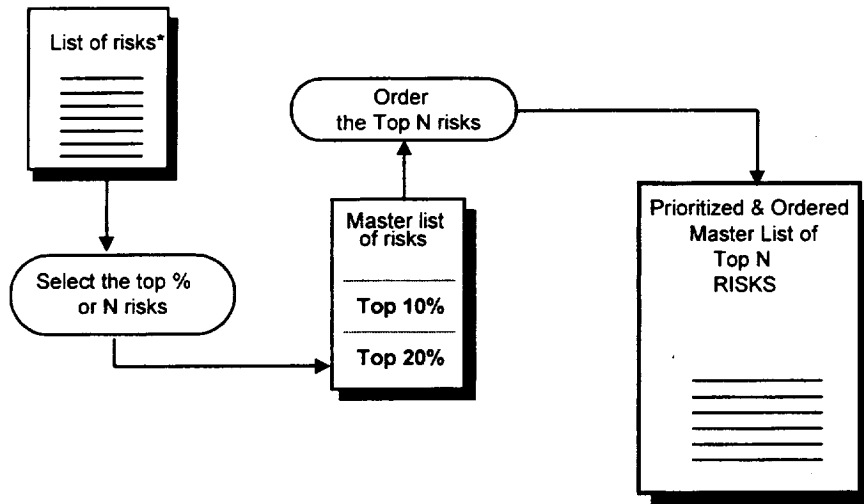 List of risks*
Select the top %
or N risks
Master list
of risks
Top 10%
Top 20%
Order
the Top N risks
Prioritized & Ordered
Master List of
Top N
RISKS